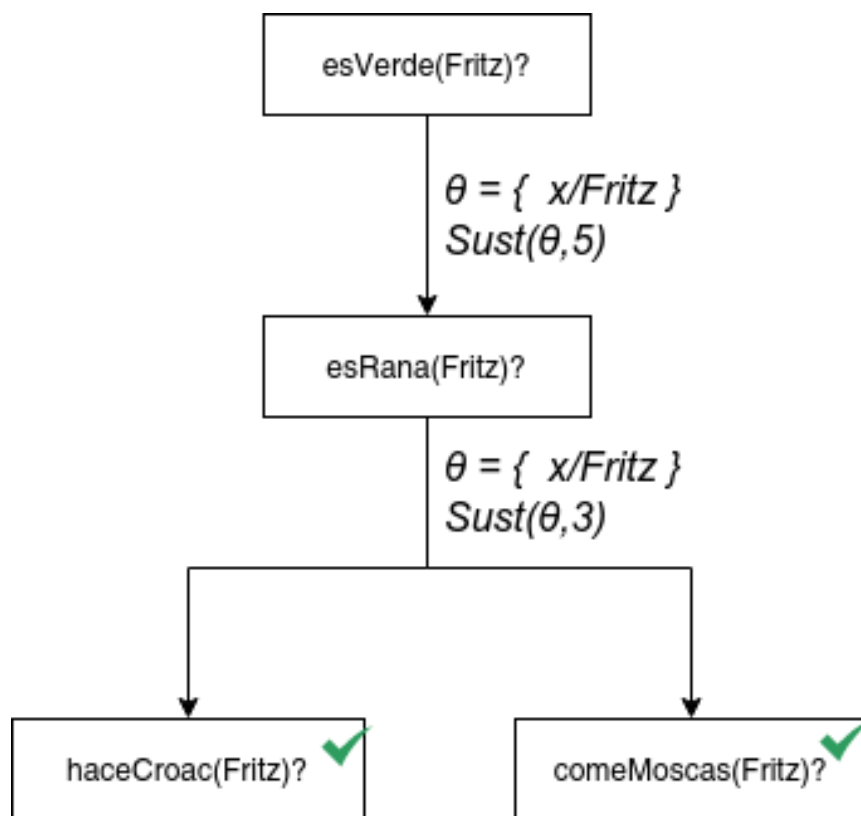 esVerde(Fritz)?
θ = { x/Fritz }
Sust(θ,5)
esRana(Fritz)?
θ = { x/Fritz }
Sust(θ,3)
haceCroac(Fritz)?
comeMoscas(Fritz)?